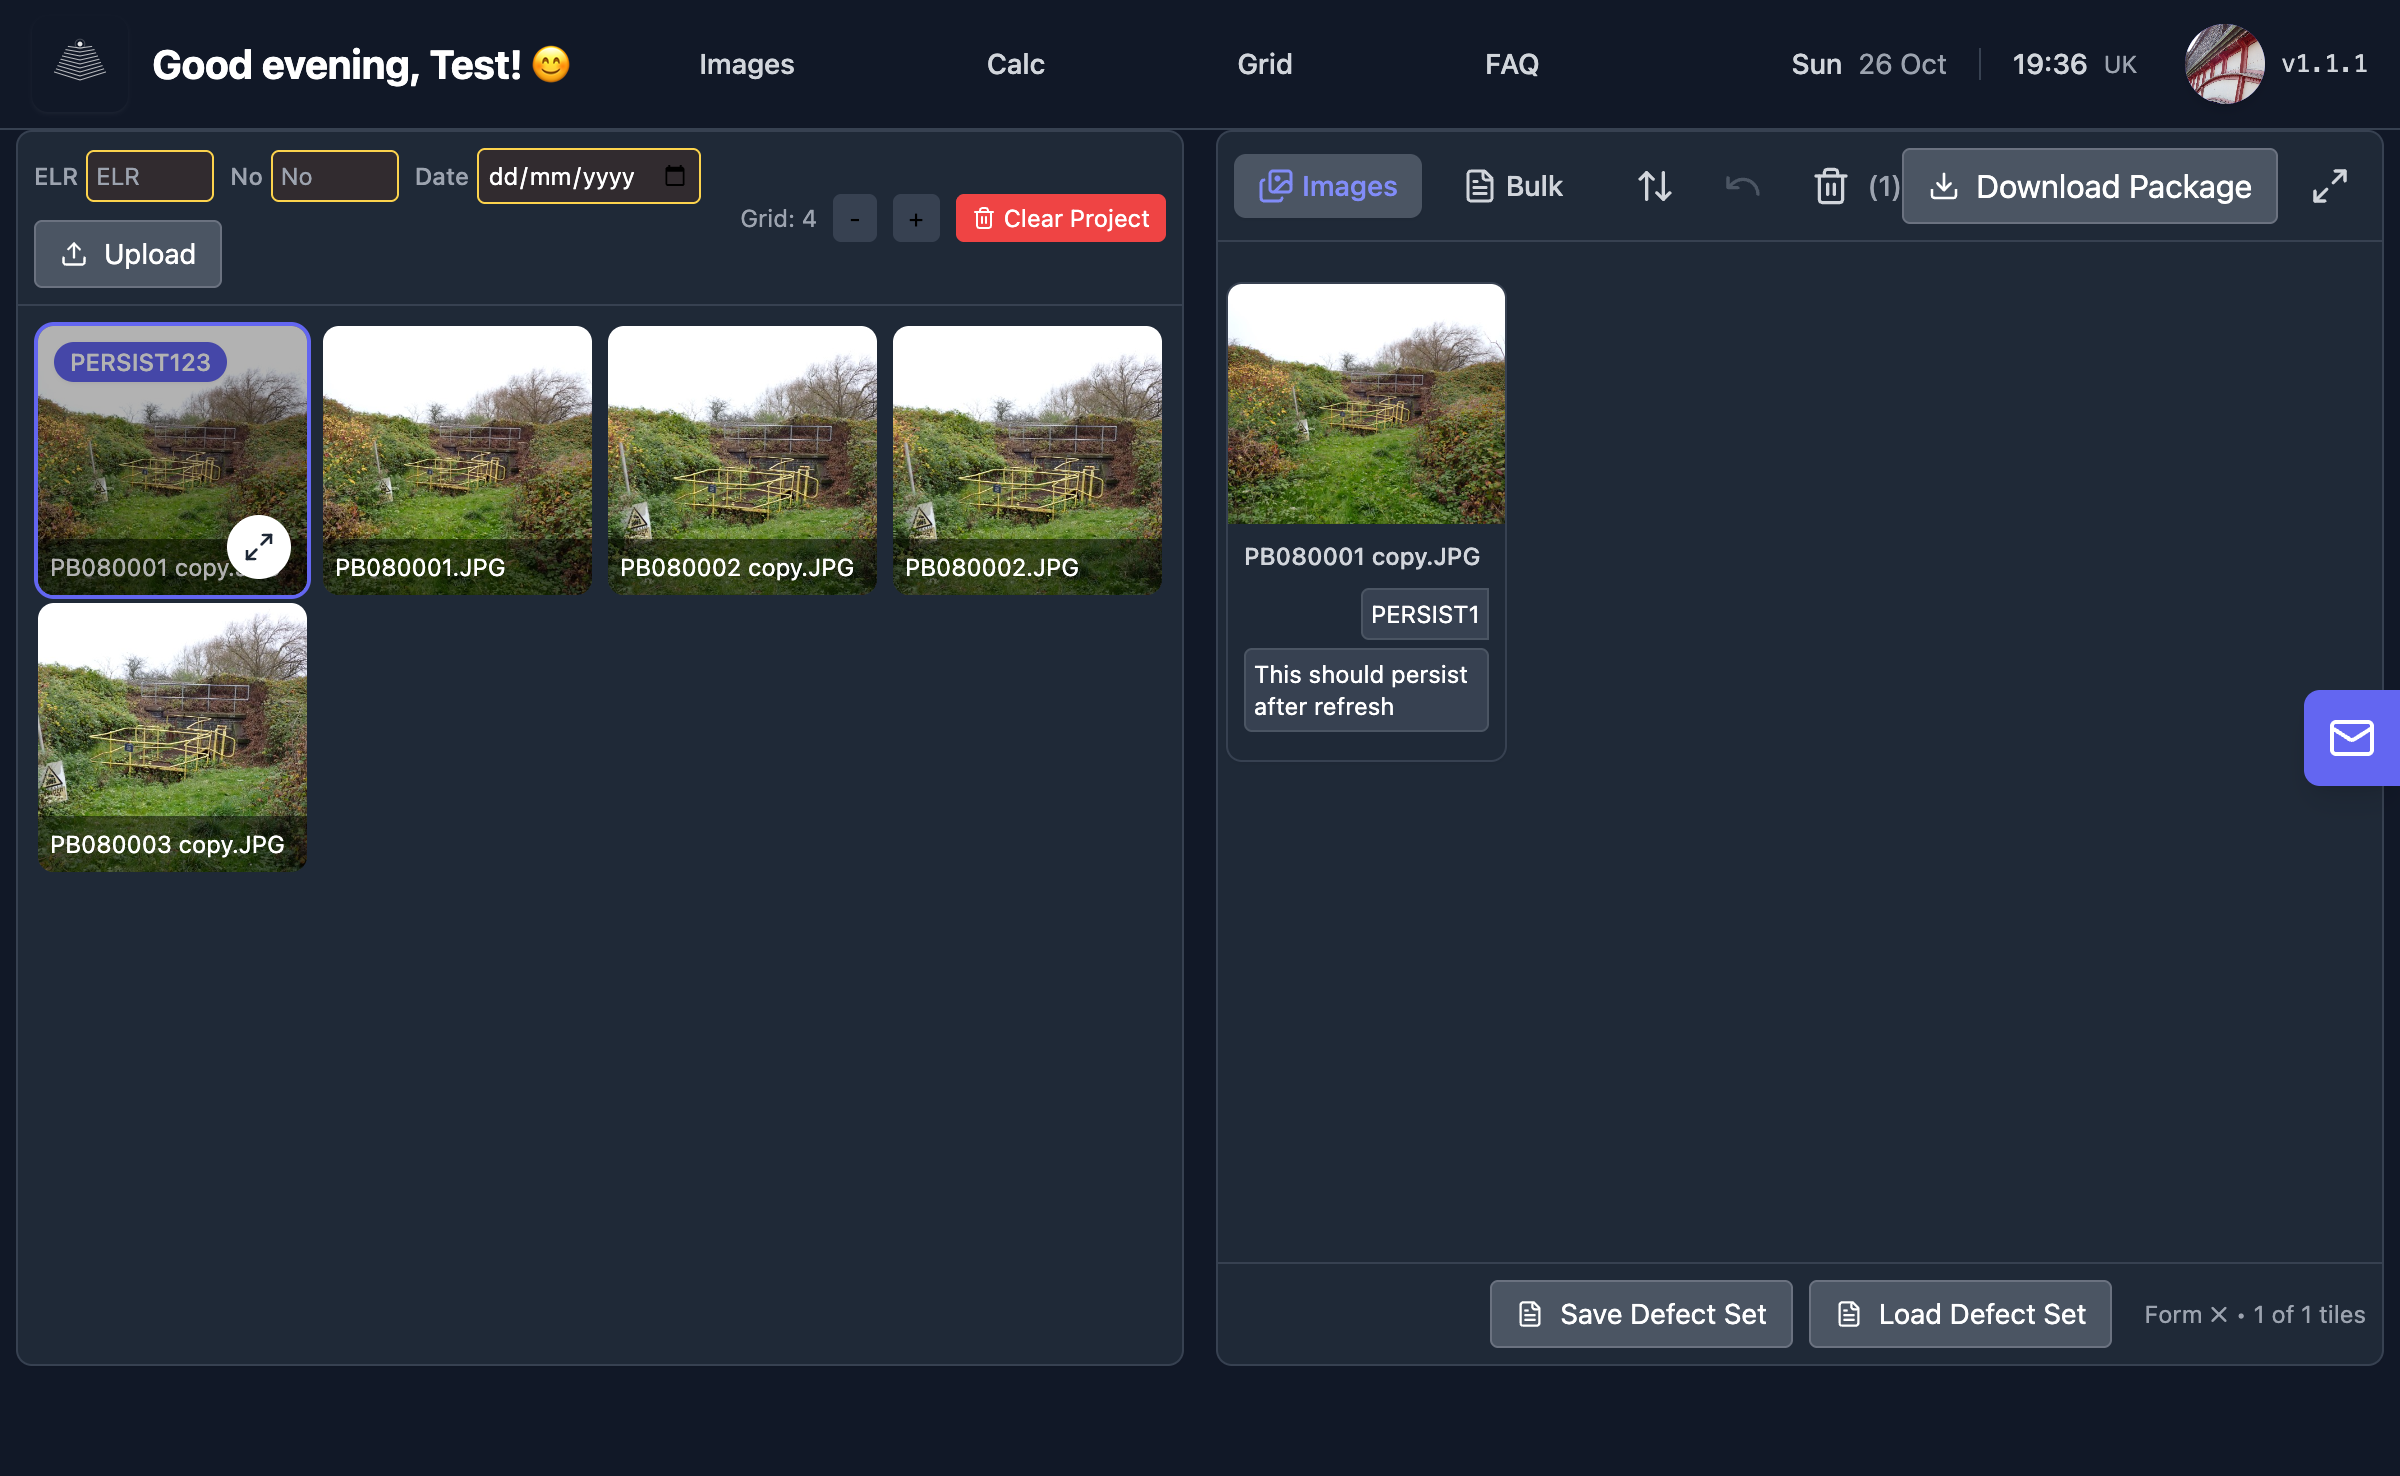 Good evening, Test! 😊
Images
Calc
Grid
FAQ
Sun 26 Oct
19:36 UK
v1.1.1
ELR ELR No No Date dd/mm/yyyy
Upload
Grid: 4 - +
Clear Project
PERSIST123
PB080001 copy.
PB080001.JPG
PB080002 copy.JPG
PB080002.JPG
PB080003 copy.JPG
Images
Bulk
(1)
Download Package
PB080001 copy.JPG
PERSIST1
This should persist
after refresh
Save Defect Set
Load Defect Set
Form ✕ • 1 of 1 tiles